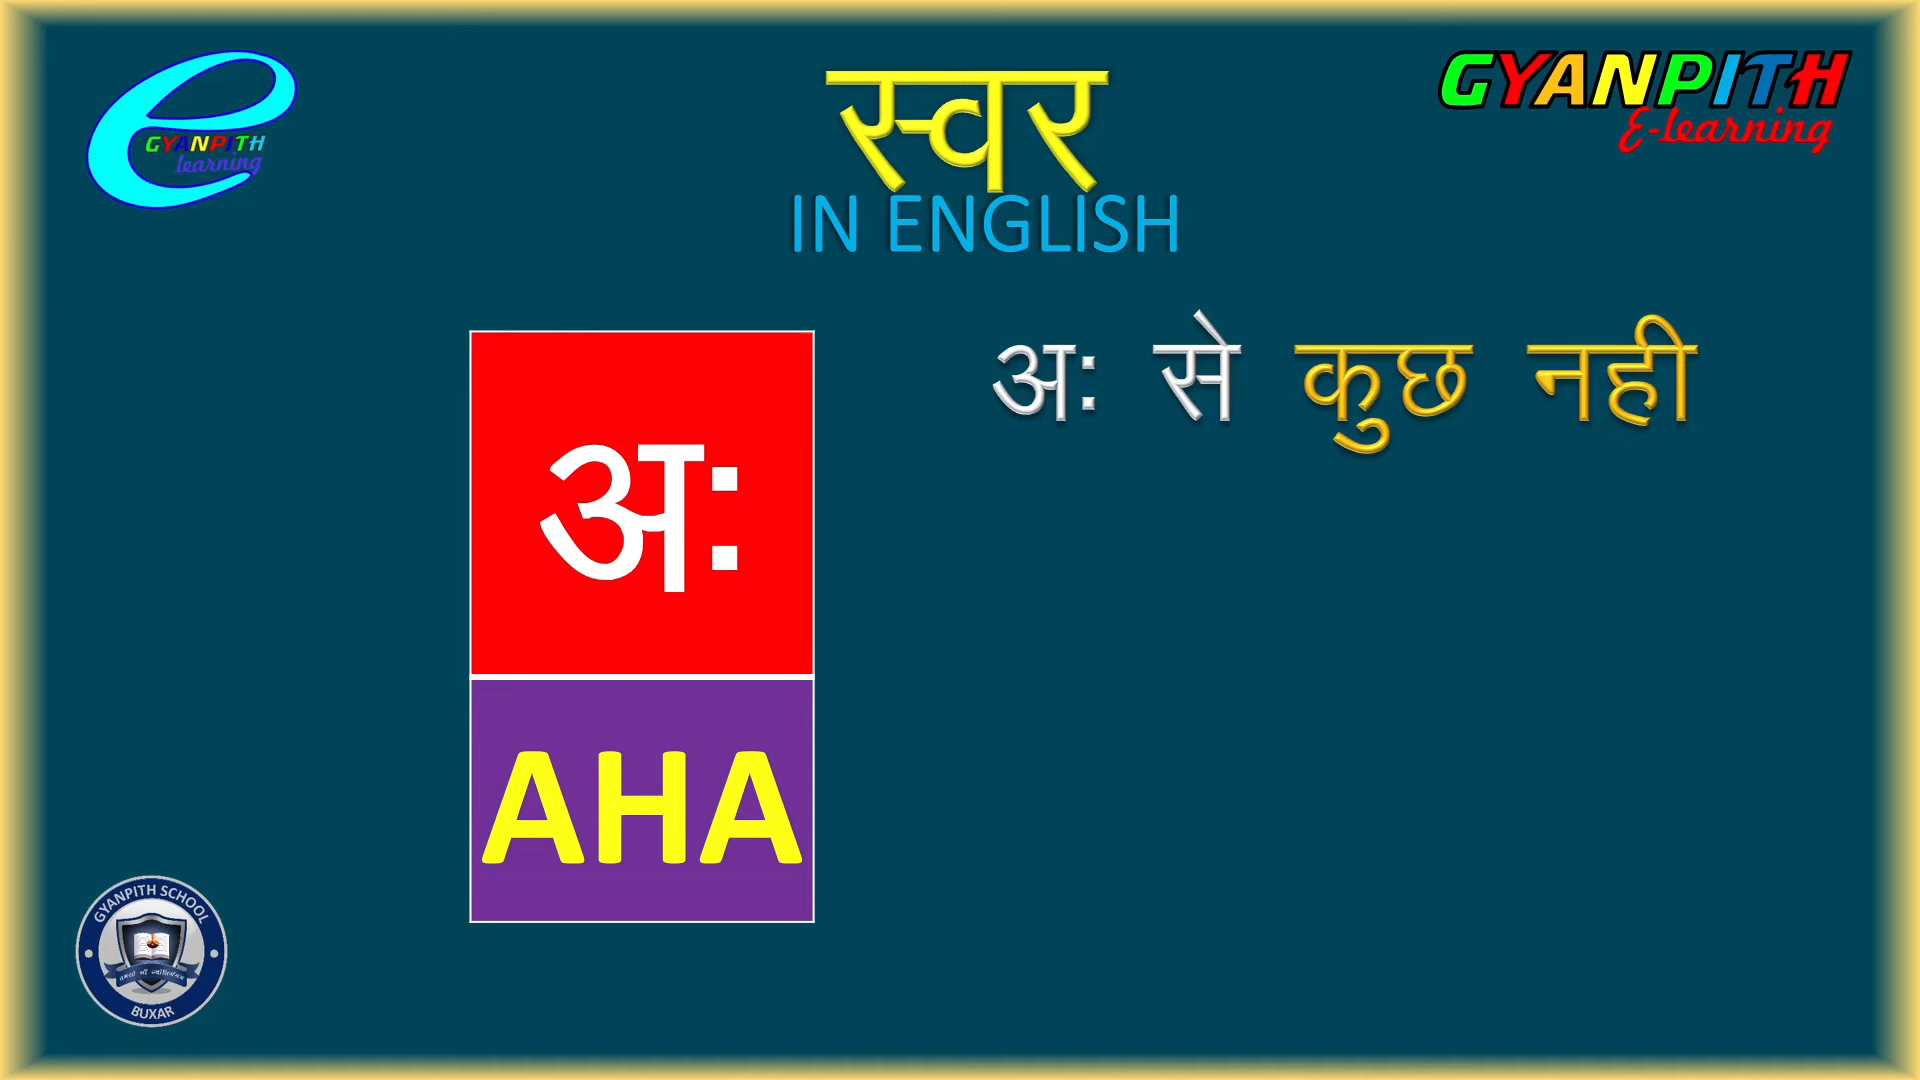 स्वर
IN ENGLISH
GYANPITH
learning
GYANPITH
E-learning
अः से कुछ नही
अः
AHA
GYANPITH SCHOOL
BUXAR